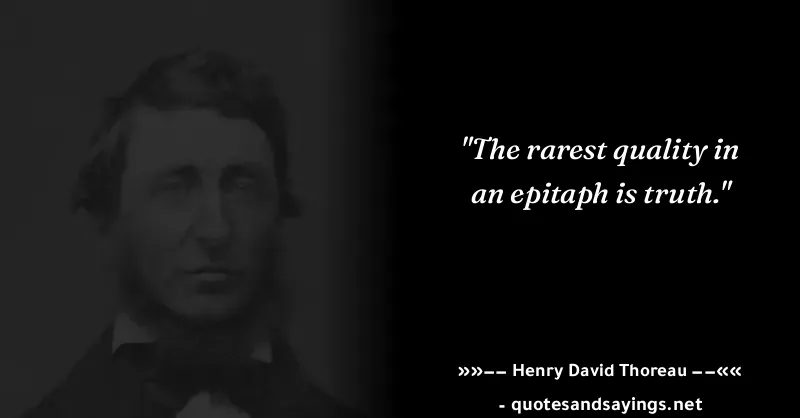 "The rarest quality in
an epitaph is truth."
»»-- Henry David Thoreau --««
- quotesandsayings.net